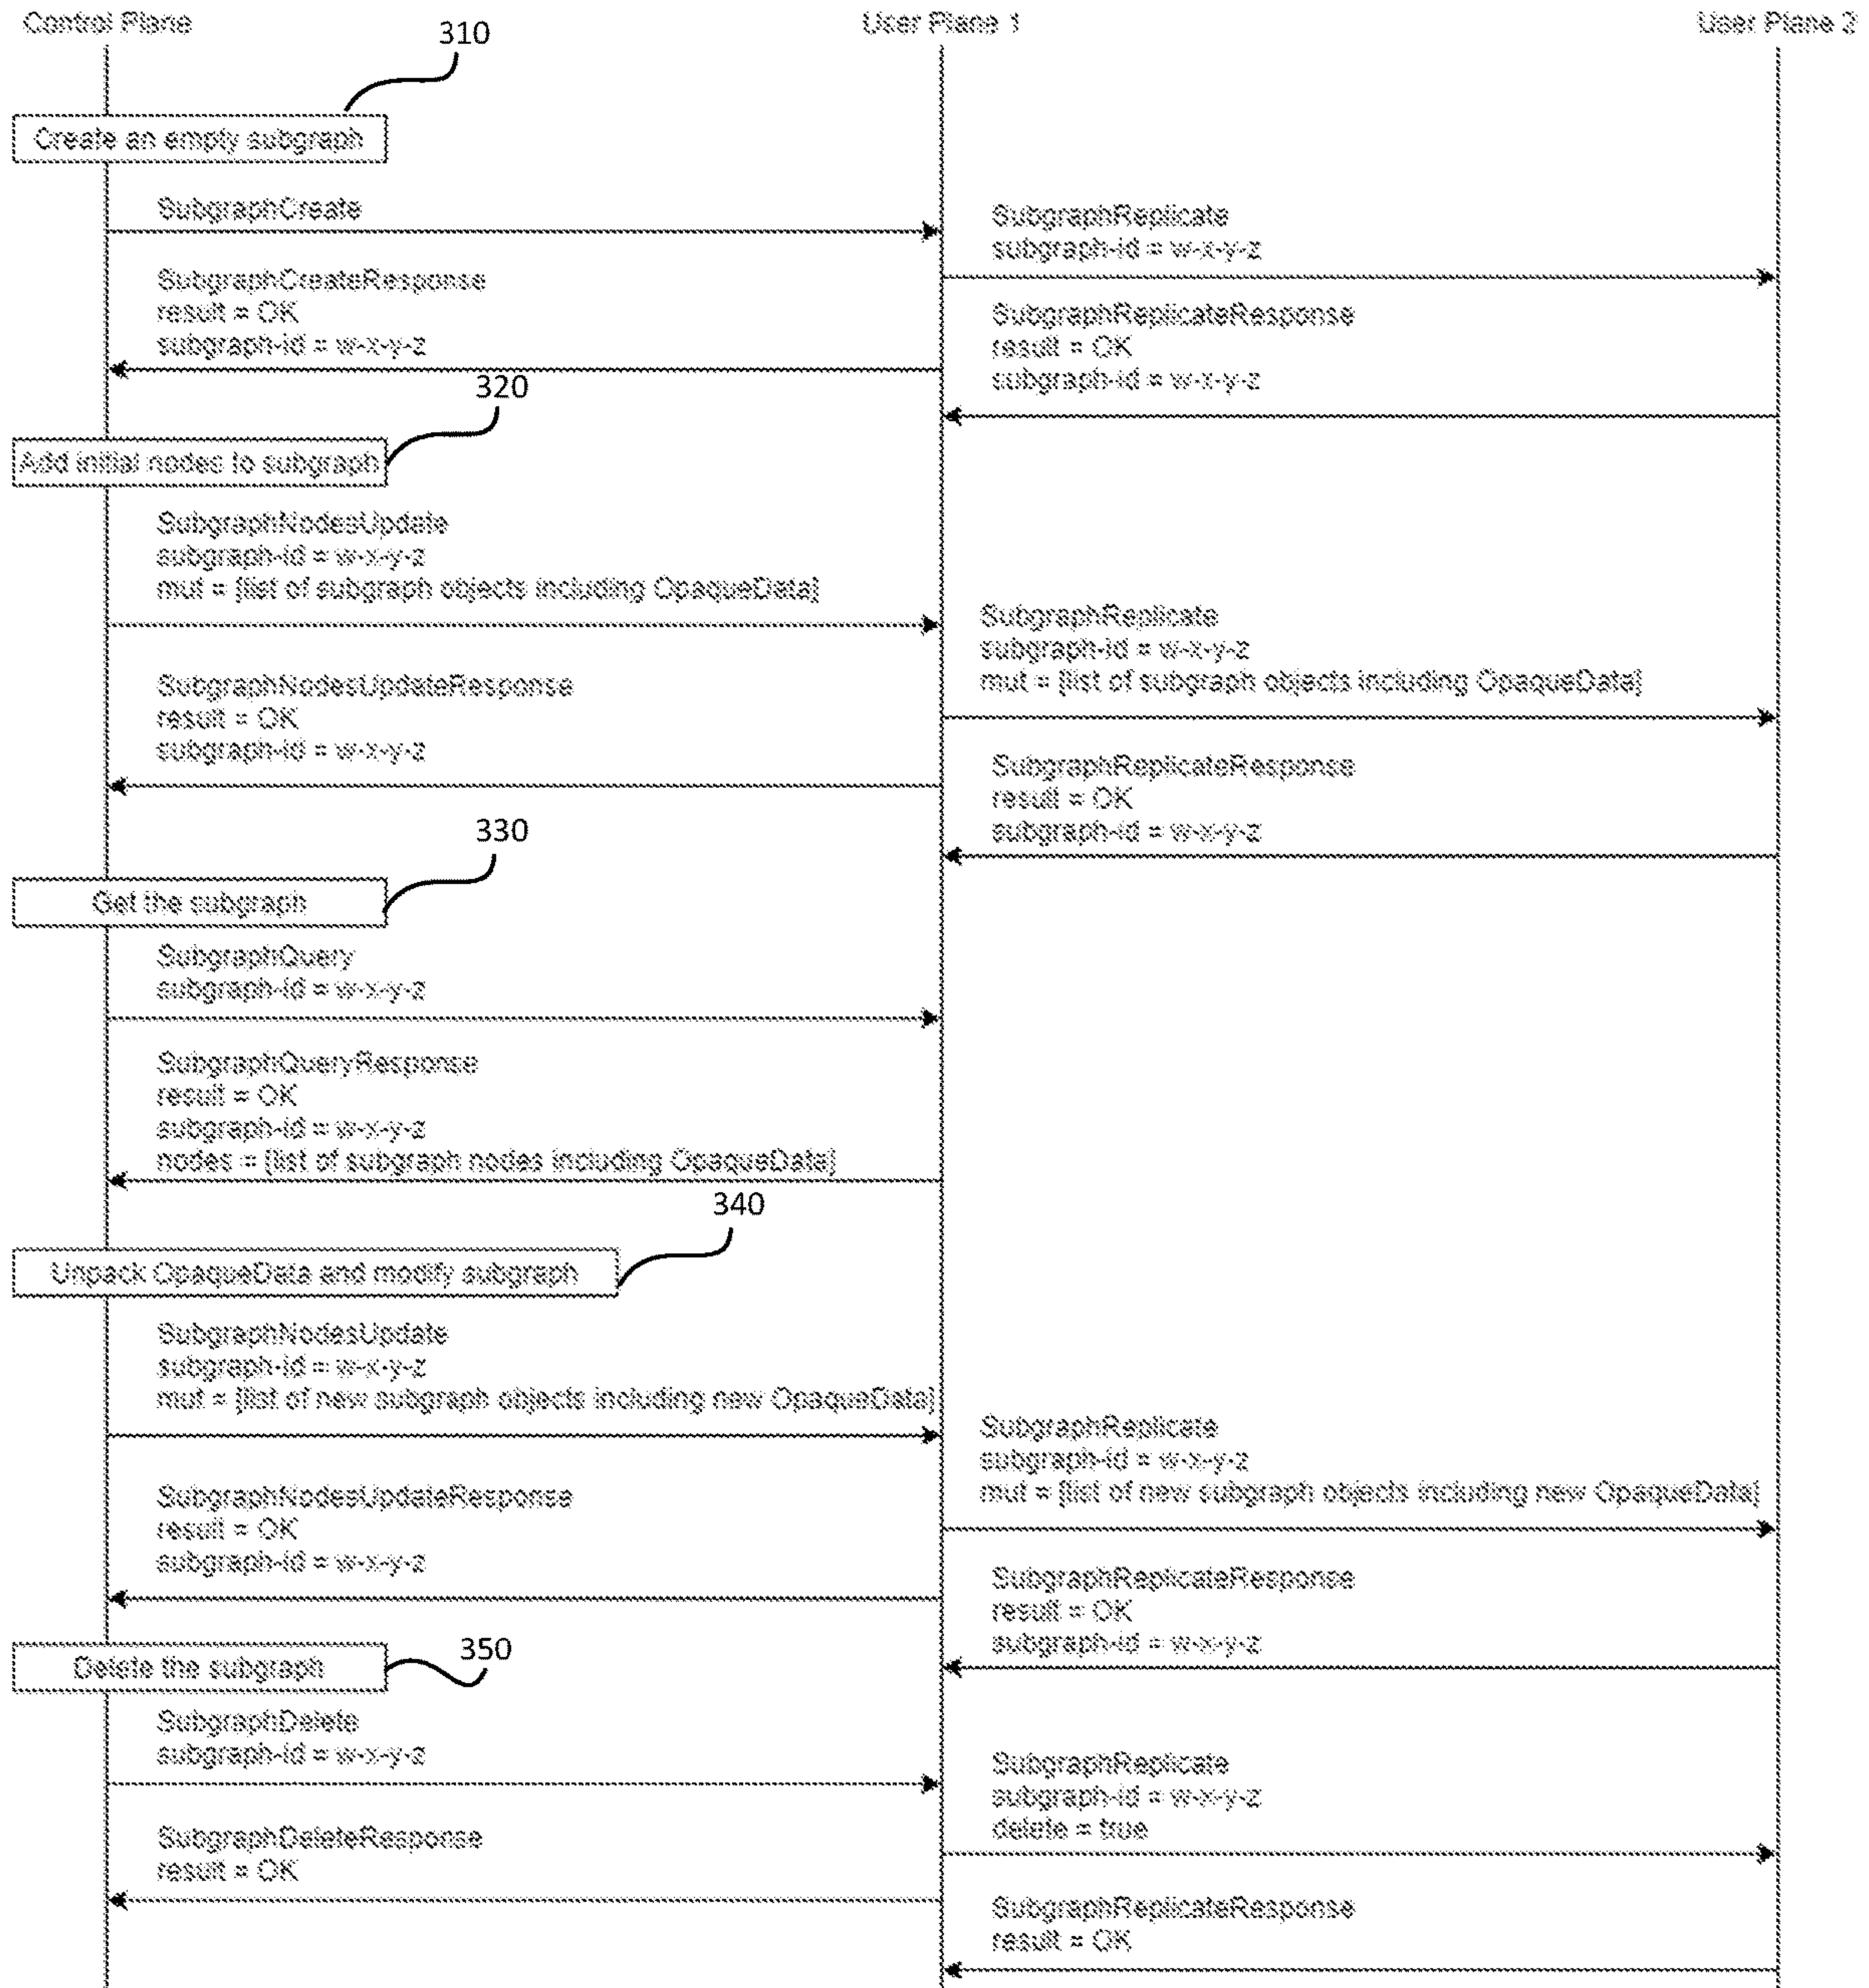 Control Plane
User Plane 1
User Plane 2
310
Create an empty subgraph
SubgraphCreate
SubgraphReplicate
subgraph-id = w-x-y-z
SubgraphCreateResponse
result = OK
subgraph-id = w-x-y-z
SubgraphReplicateResponse
result = OK
subgraph-id = w-x-y-z
320
Add initial nodes to subgraph
SubgraphNodesUpdate
subgraph-id = w-x-y-z
mut = [list of subgraph objects including OpaqueData]
SubgraphReplicate
subgraph-id = w-x-y-z
mut = [list of subgraph objects including OpaqueData]
SubgraphNodesUpdateResponse
result = OK
subgraph-id = w-x-y-z
SubgraphReplicateResponse
result = OK
subgraph-id = w-x-y-z
330
Get the subgraph
SubgraphQuery
subgraph-id = w-x-y-z
SubgraphQueryResponse
result = OK
subgraph-id = w-x-y-z
nodes = [list of subgraph nodes including OpaqueData]
340
Unpack OpaqueData and modify subgraph
SubgraphNodesUpdate
subgraph-id = w-x-y-z
mut = [list of new subgraph objects including new OpaqueData]
SubgraphReplicate
subgraph-id = w-x-y-z
mut = [list of new subgraph objects including new OpaqueData]
SubgraphNodesUpdateResponse
result = OK
subgraph-id = w-x-y-z
SubgraphReplicateResponse
result = OK
subgraph-id = w-x-y-z
350
Delete the subgraph
SubgraphDelete
subgraph-id = w-x-y-z
SubgraphReplicate
subgraph-id = w-x-y-z
delete = true
SubgraphDeleteResponse
result = OK
SubgraphReplicateResponse
result = OK